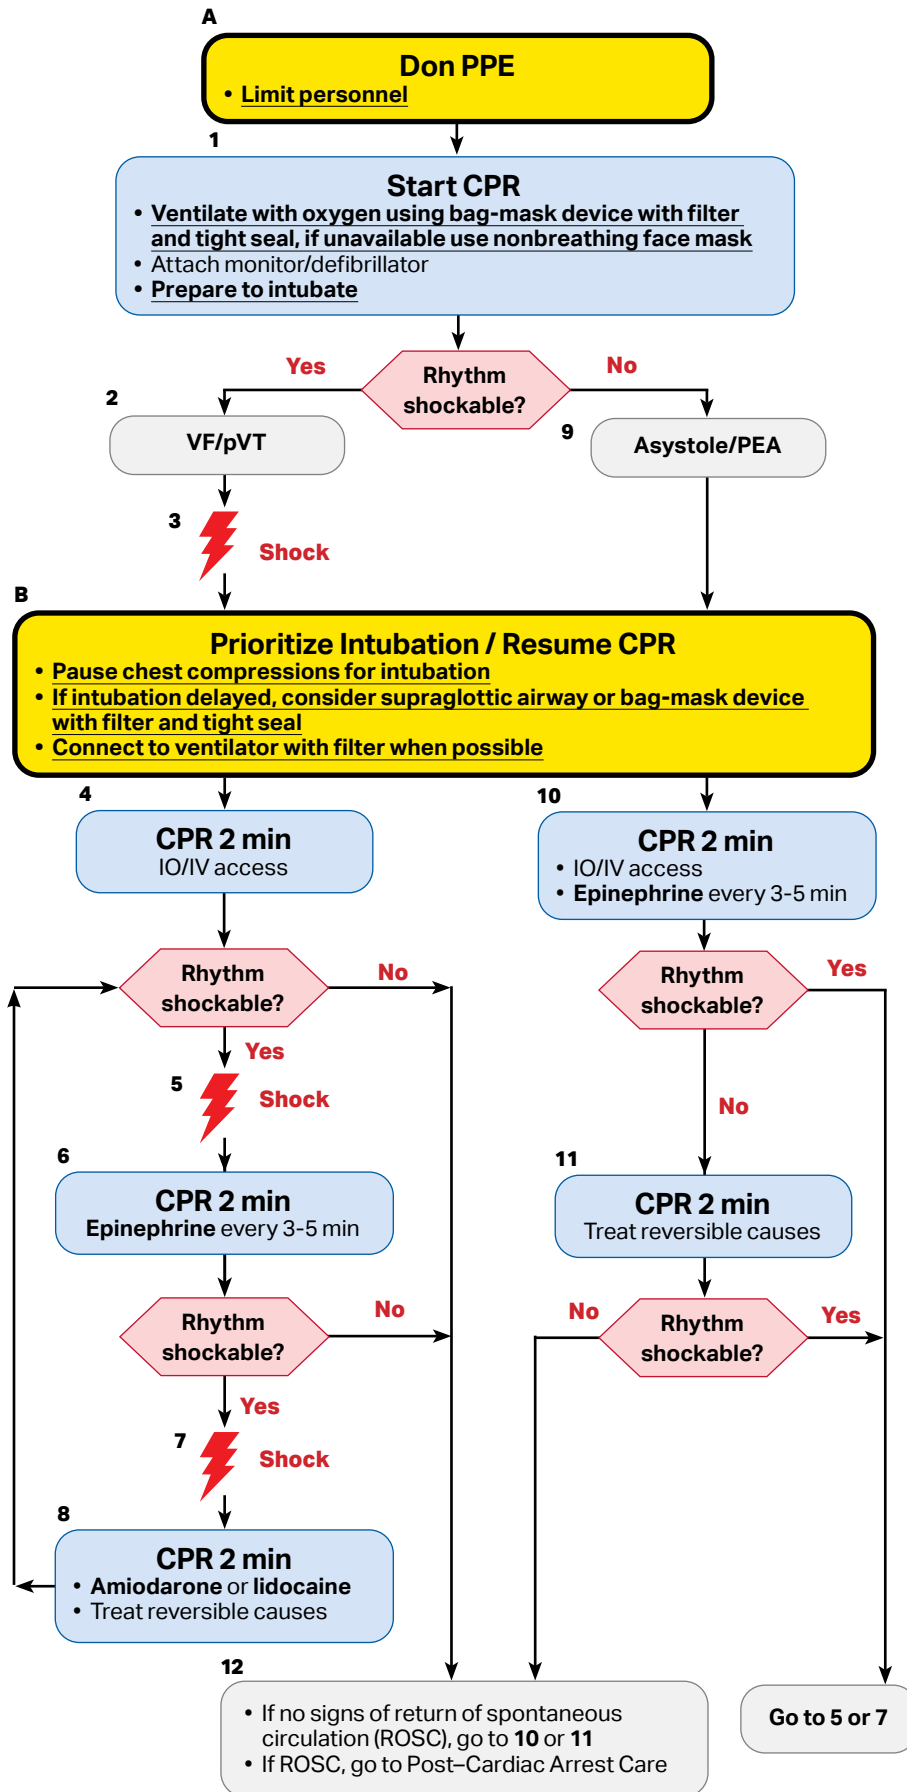 A
Don PPE
• Limit personnel
1
Start CPR
• Ventilate with oxygen using bag-mask device with filter
and tight seal, if unavailable use nonbreathing face mask
• Attach monitor/defibrillator
• Prepare to intubate
Yes
Rhythm
shockable?
No
2
VF/pVT
9
Asystole/PEA
3
Shock
B
Prioritize Intubation / Resume CPR
• Pause chest compressions for intubation
• If intubation delayed, consider supraglottic airway or bag-mask device
with filter and tight seal
• Connect to ventilator with filter when possible
4
CPR 2 min
IO/IV access
10
CPR 2 min
• IO/IV access
• Epinephrine every 3-5 min
Rhythm
shockable?
No
Rhythm
shockable?
Yes
Yes
5
Shock
No
6
CPR 2 min
Epinephrine every 3-5 min
11
CPR 2 min
Treat reversible causes
Rhythm
shockable?
No
No
Rhythm
shockable?
Yes
Yes
7
Shock
8
CPR 2 min
• Amiodarone or lidocaine
• Treat reversible causes
12
• If no signs of return of spontaneous
circulation (ROSC), go to 10 or 11
• If ROSC, go to Post–Cardiac Arrest Care
Go to 5 or 7